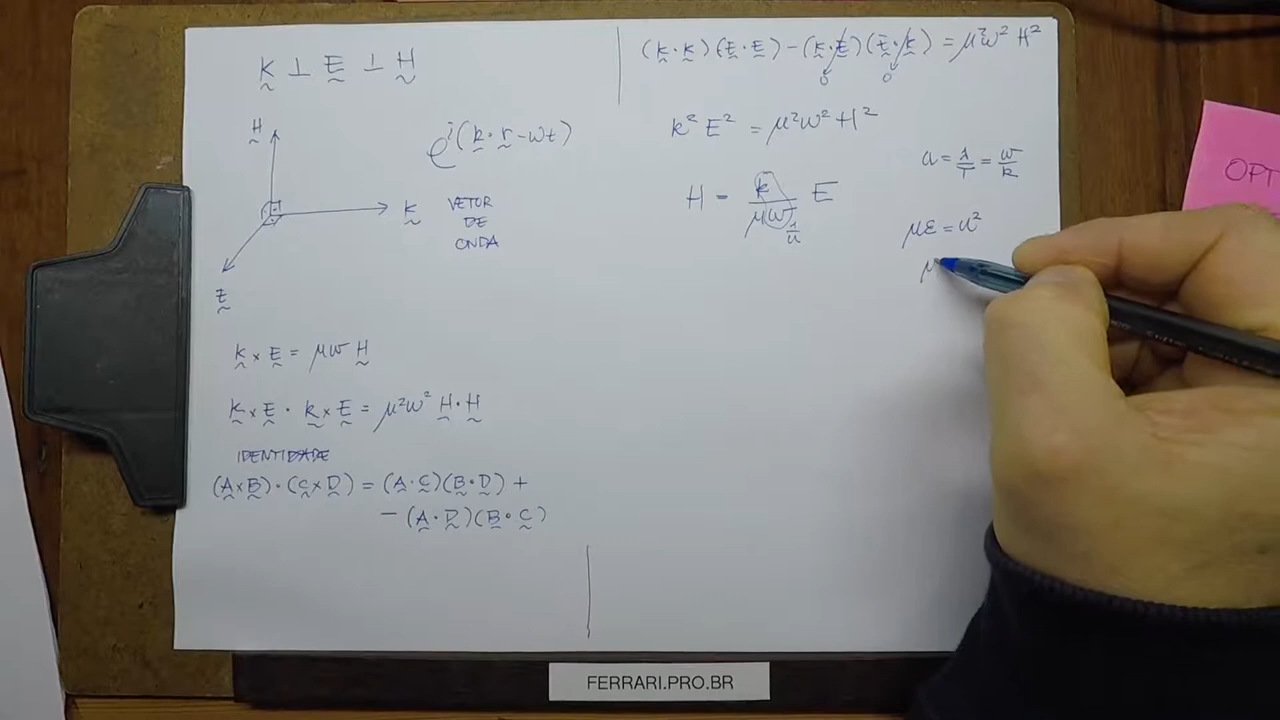 k ⊥ E ⊥ H
H
e^i(k·r-ωt)
k
VETOR
DE
ONDA
E
k × E = μω H
k × E · k × E = μ²ω² H·H
IDENTIDADE
(A×B)·(C×D) = (A·C)(B·D) +
-(A·D)(B·C)
(k·k)(E·E) - (k·E)(E·k) = μ²ω² H²
0 0
k² E² = μ²ω² H²
u = λ/T = ω/k
H = k/μω E
1/u
με = u²
μ
OPT
FERRARI.PRO.BR